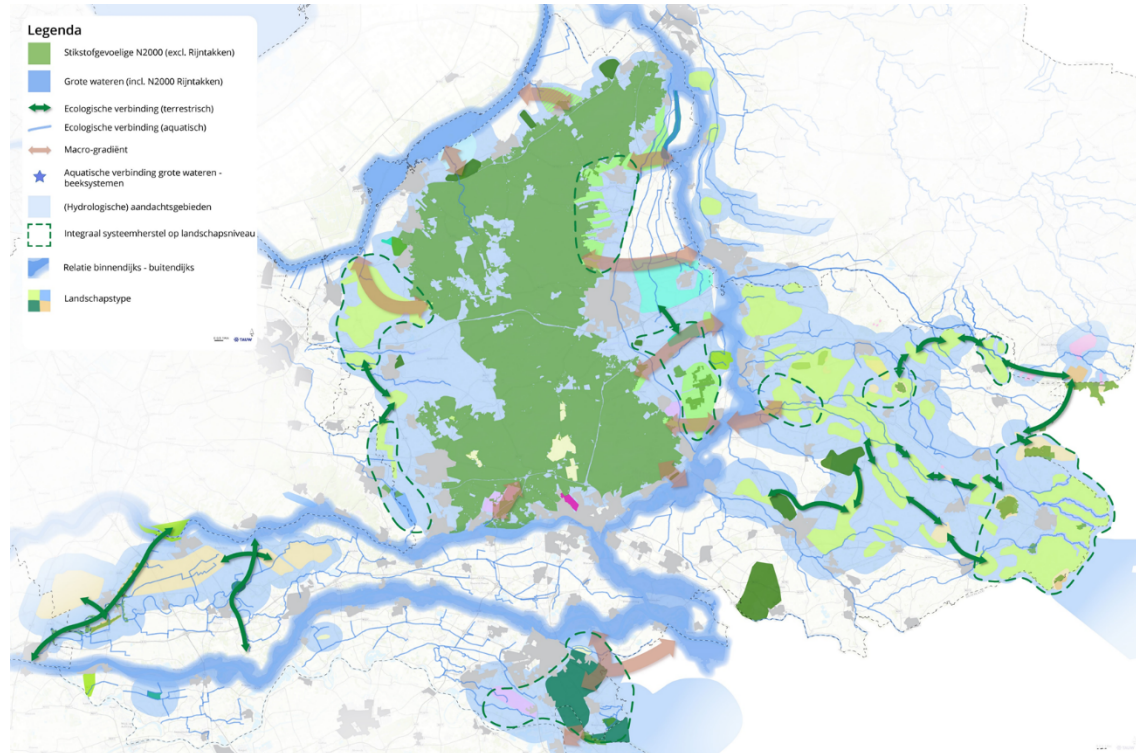 Legenda
Stikstofgevoelige N2000 (excl. Rijntakken)
Grote wateren (incl. N2000 Rijntakken)
Ecologische verbinding (terrestrisch)
Ecologische verbinding (aquatisch)
Macro-gradiënt
Aquatische verbinding grote wateren -
beeksystemen
(Hydrologische) aandachtsgebieden
Integraal systeemherstel op landschapsniveau
Relatie binnendijks - buitendijks
Landschapstype